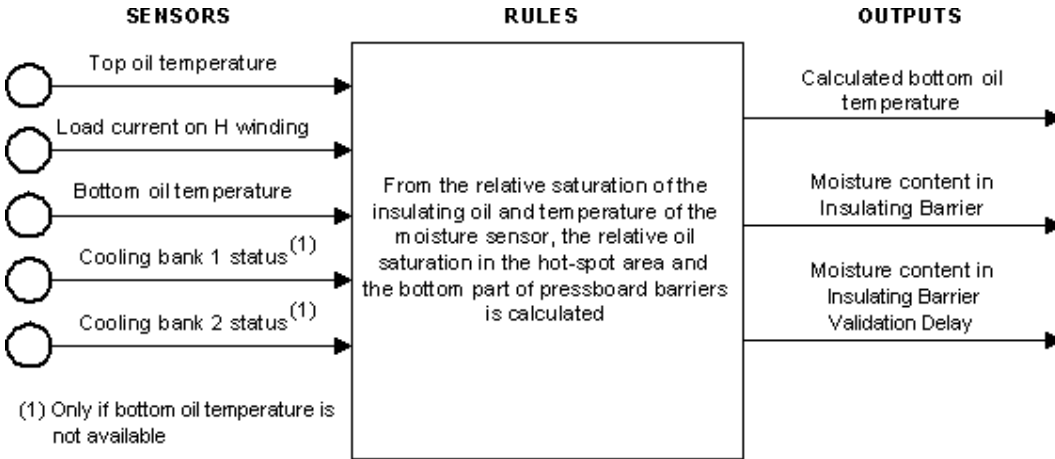 SENSORS
RULES
OUTPUTS
Top oil temperature
Load current on H winding
Bottom oil temperature
Cooling bank 1 status(1)
Cooling bank 2 status(1)
(1) Only if bottom oil temperature is
not available
From the relative saturation of the
insulating oil and temperature of the
moisture sensor, the relative oil
saturation in the hot-spot area and
the bottom part of pressboard barriers
is calculated
Calculated bottom oil
temperature
Moisture content in
Insulating Barrier
Moisture content in
Insulating Barrier
Validation Delay